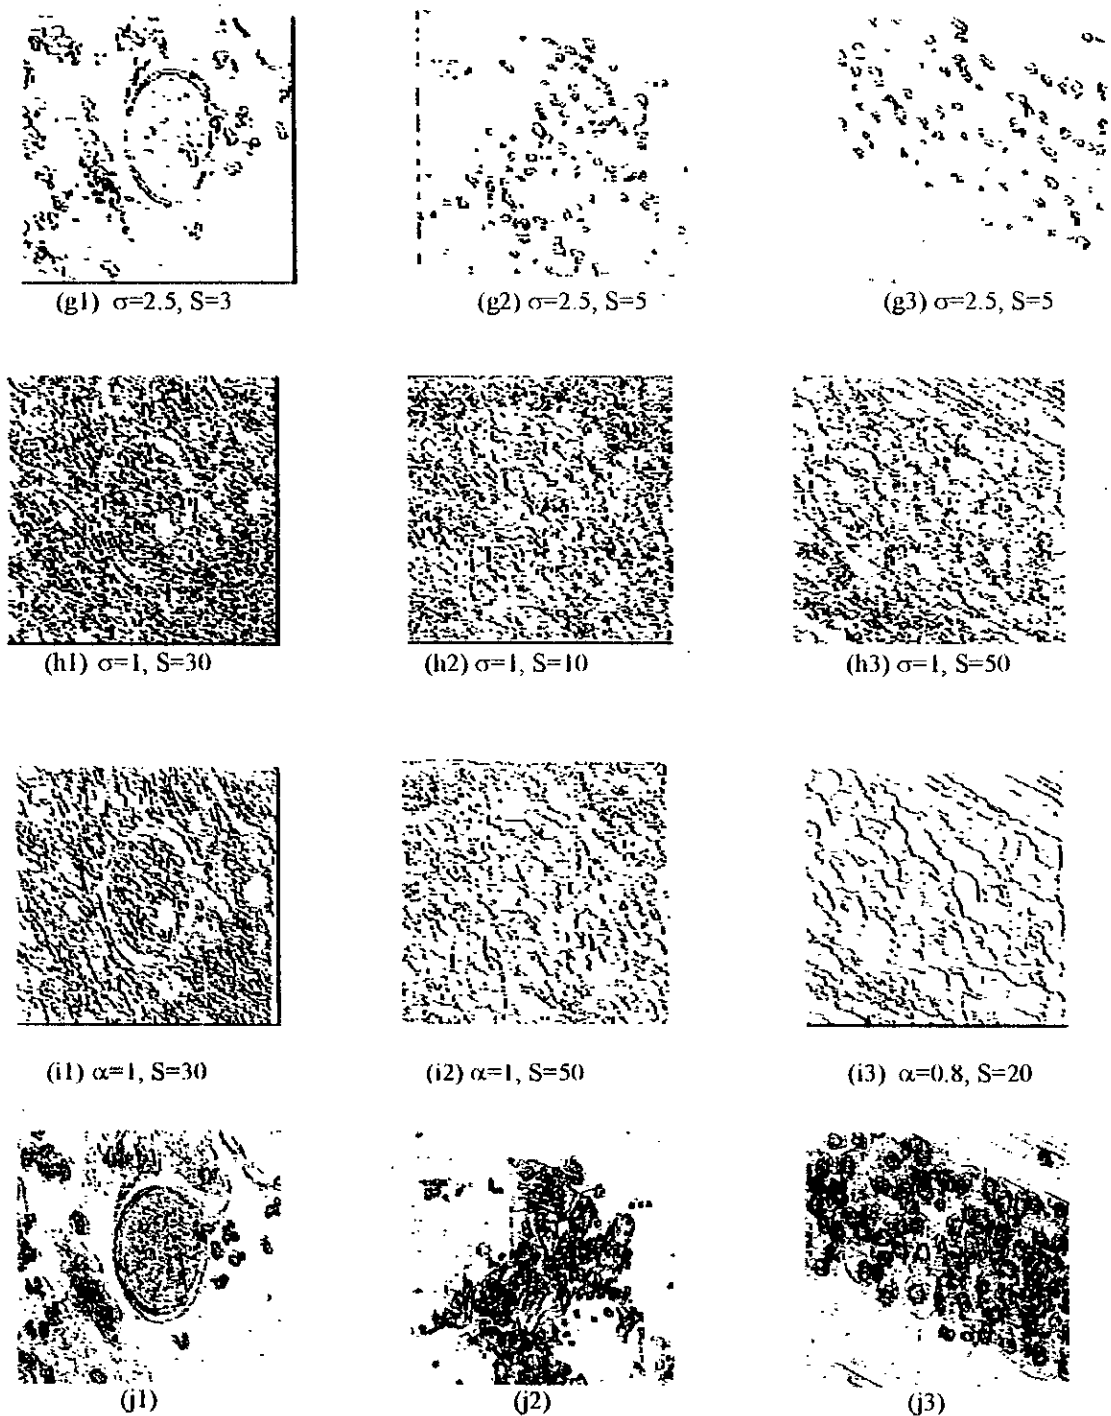 (g1) σ=2.5, S=3
(g2) σ=2.5, S=5
(g3) σ=2.5, S=5
(h1) σ=1, S=30
(h2) σ=1, S=10
(h3) σ=1, S=50
(i1) α=1, S=30
(i2) α=1, S=50
(i3) α=0.8, S=20
(j1)
(j2)
(j3)